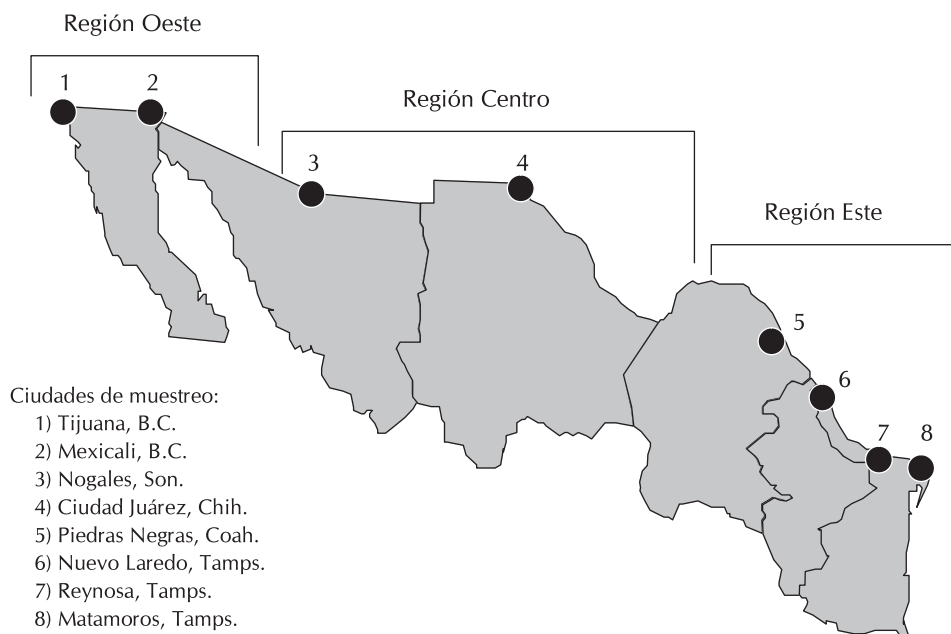 Región Oeste
1
2
Región Centro
3
4
Región Este
5
6
7
8
Ciudades de muestreo:
1) Tijuana, B.C.
2) Mexicali, B.C.
3) Nogales, Son.
4) Ciudad Juárez, Chih.
5) Piedras Negras, Coah.
6) Nuevo Laredo, Tamps.
7) Reynosa, Tamps.
8) Matamoros, Tamps.